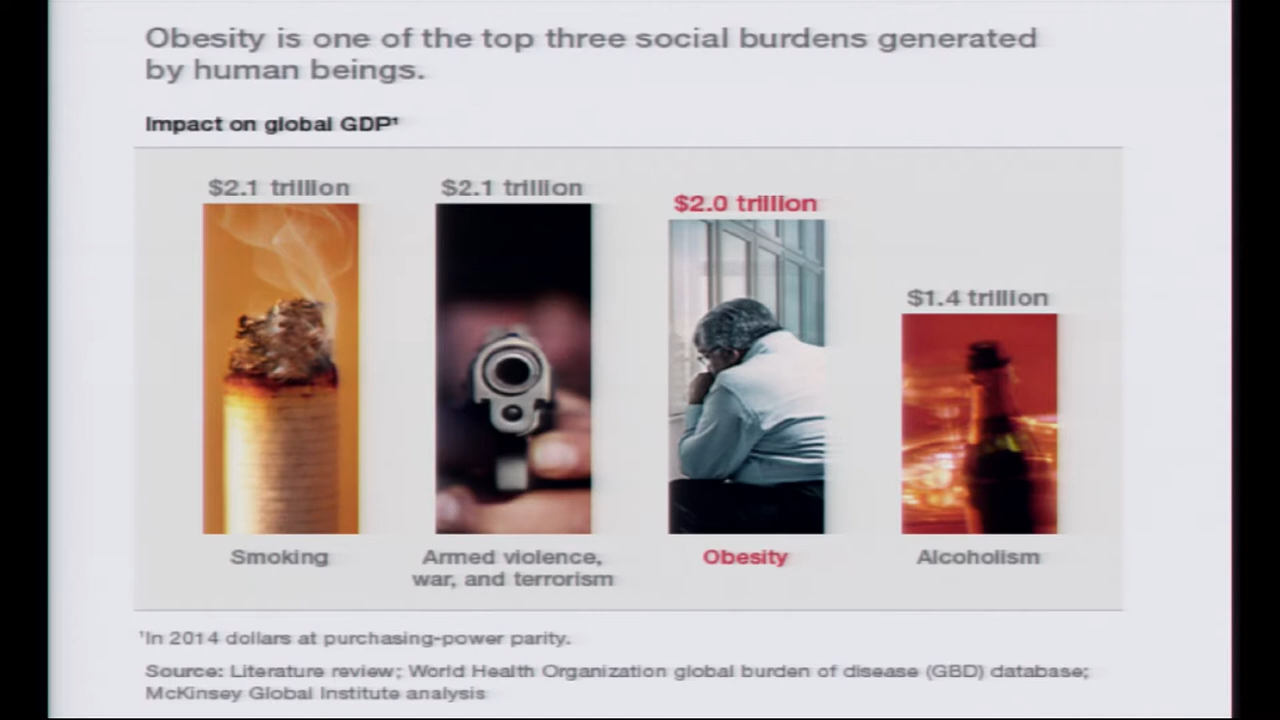 Obesity is one of the top three social burdens generated
by human beings.
Impact on global GDP¹
$2.1 trillion
$2.1 trillion
$2.0 trillion
$1.4 trillion
Smoking
Armed violence,
war, and terrorism
Obesity
Alcoholism
¹In 2014 dollars at purchasing-power parity.
Source: Literature review; World Health Organization global burden of disease (GBD) database;
McKinsey Global Institute analysis